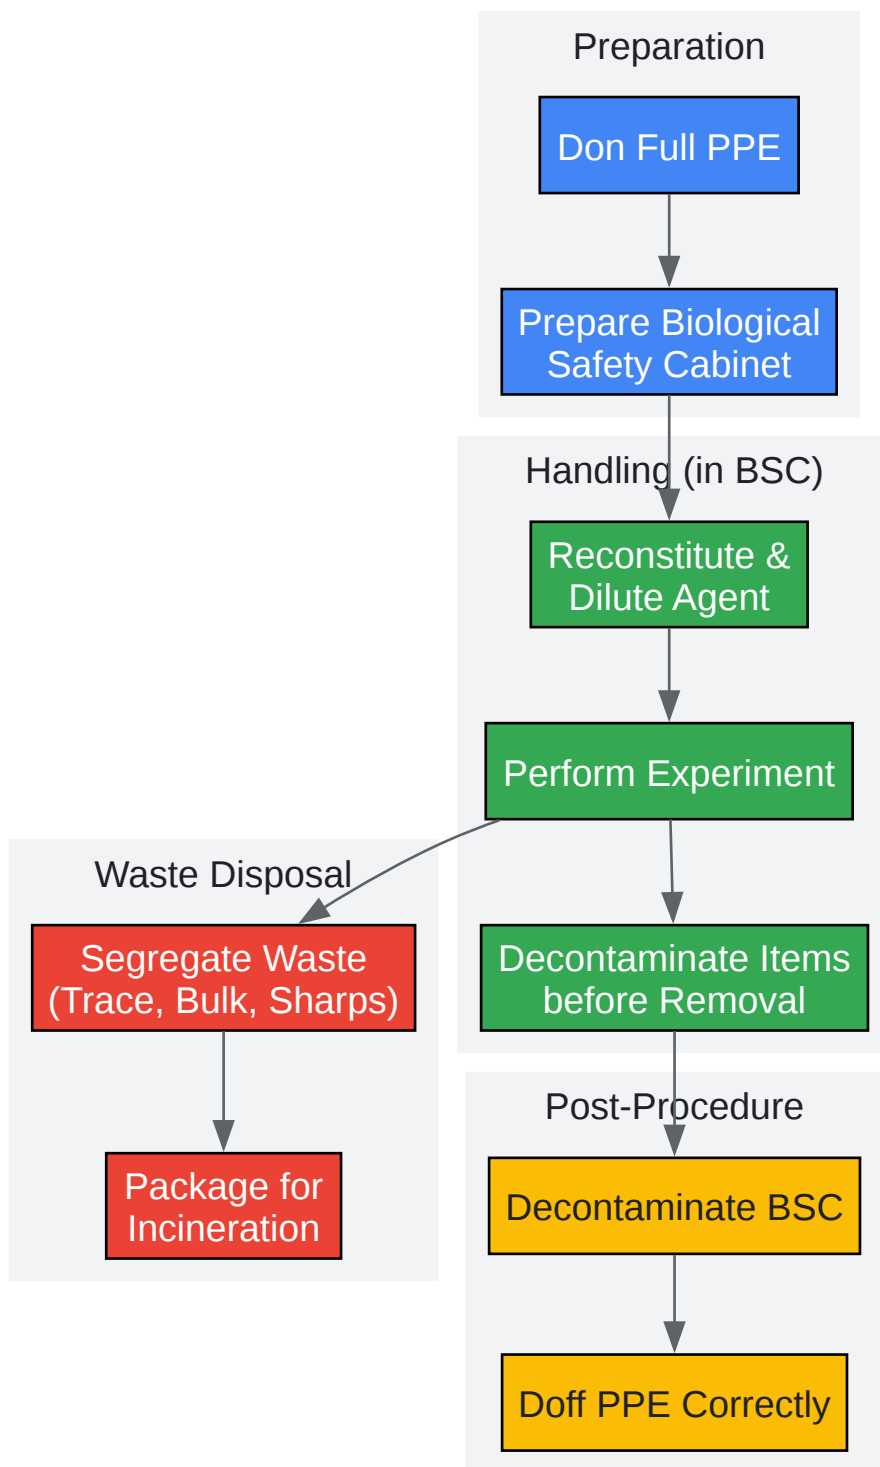 Preparation
Don Full PPE
Prepare Biological
Safety Cabinet
Handling (in BSC)
Reconstitute &
Dilute Agent
Perform Experiment
Waste Disposal
Segregate Waste
(Trace, Bulk, Sharps)
Package for
Incineration
Decontaminate Items
before Removal
Post-Procedure
Decontaminate BSC
Doff PPE Correctly